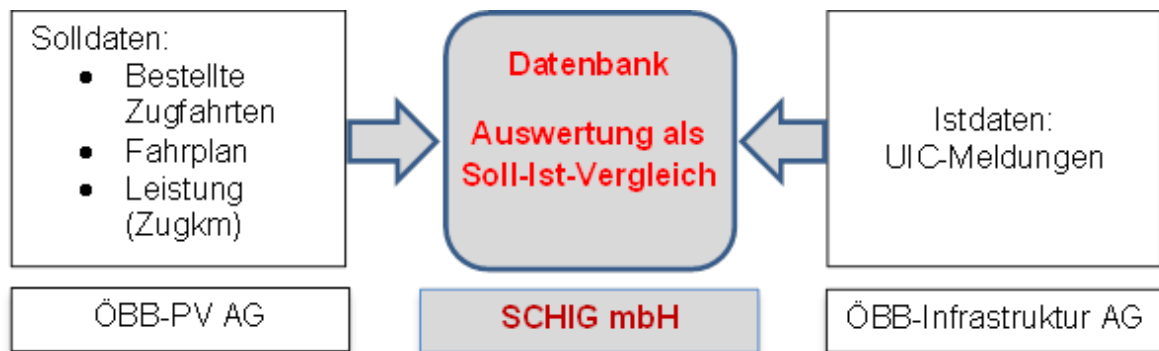 Solldaten:
• Bestellte
Zugfahrten
• Fahrplan
• Leistung
(Zugkm)
Datenbank
Auswertung als
Soll-Ist-Vergleich
Istdaten:
UIC-Meldungen
ÖBB-PV AG
SCHIG mbH
ÖBB-Infrastruktur AG